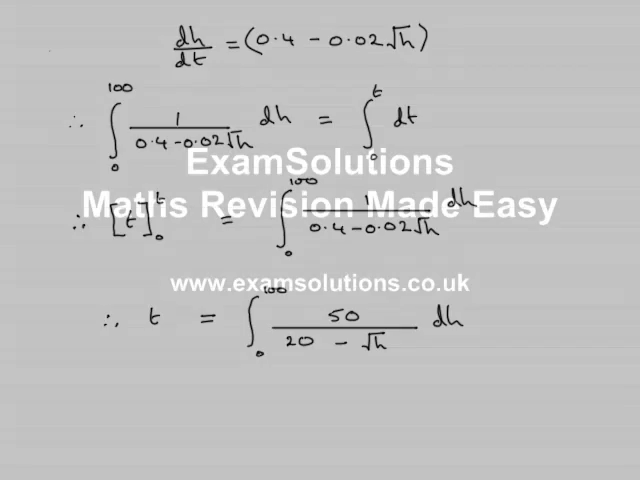 dh/dt = (0.4 - 0.02√h)
∴ ∫₀¹⁰⁰ 1/(0.4 - 0.02√h) dh = ∫₀ᵗ dt
ExamSolutions
Maths Revision Made Easy
∴ [t]₀ᵗ = ∫₀¹⁰⁰ 1/(0.4 - 0.02√h) dh
www.examsolutions.co.uk
∴ t = ∫₀¹⁰⁰ 50/(20 - √h) dh